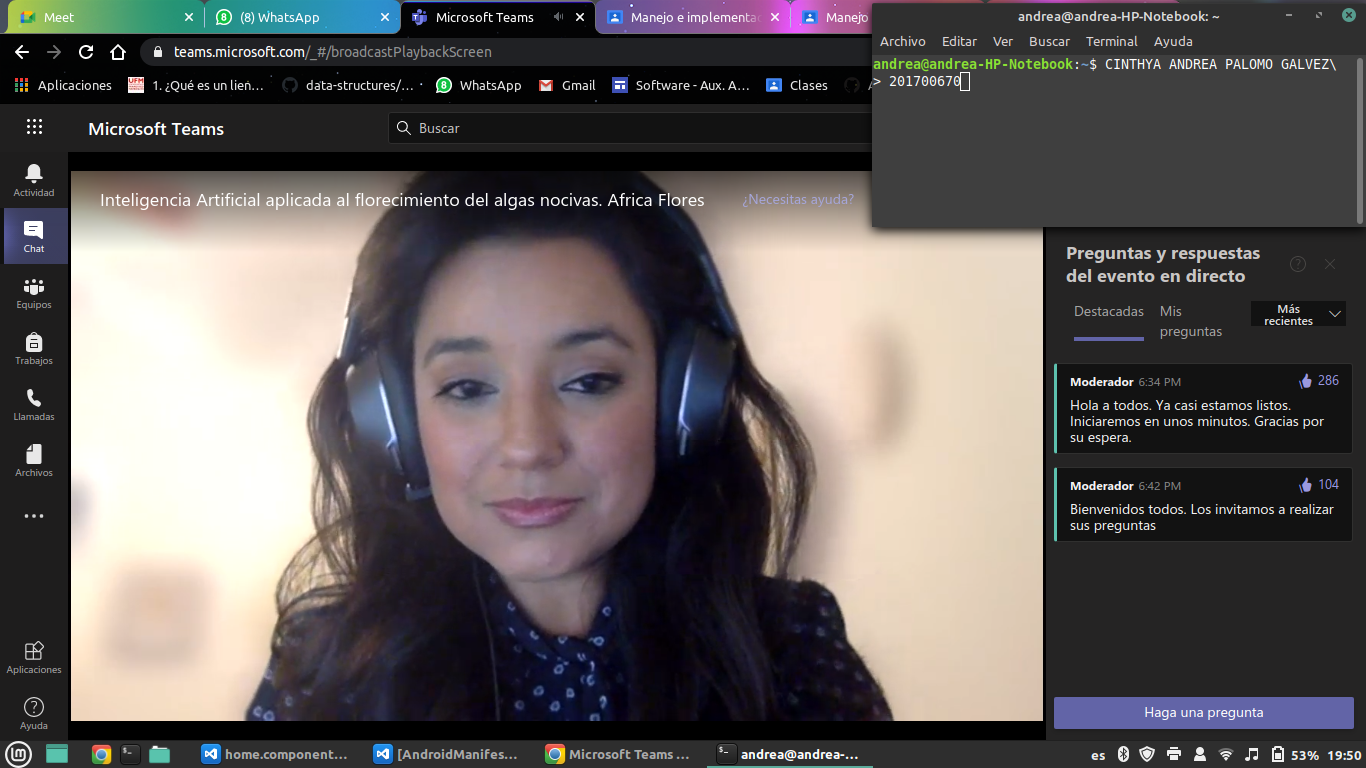 Meet
(8) WhatsApp
Microsoft Teams
Manejo e implementac
Manejo
teams.microsoft.com/_#/broadcastPlaybackScreen
Aplicaciones
1. ¿Qué es un lien...
data-structures/...
WhatsApp
Gmail
Software - Aux. A...
Clases
andrea@andrea-HP-Notebook: ~
Archivo Editar Ver Buscar Terminal Ayuda
andrea@andrea-HP-Notebook:~$ CINTHYA ANDREA PALOMO GALVEZ\
> 201700670
Microsoft Teams
Buscar
Actividad
Chat
Equipos
Trabajos
Llamadas
Archivos
Aplicaciones
Ayuda
Inteligencia Artificial aplicada al florecimiento del algas nocivas. Africa Flores
¿Necesitas ayuda?
Preguntas y respuestas
del evento en directo
Destacadas
Mis
preguntas
Más
recientes
Moderador 6:34 PM
286
Hola a todos. Ya casi estamos listos.
Iniciaremos en unos minutos. Gracias por
su espera.
Moderador 6:42 PM
104
Bienvenidos todos. Los invitamos a realizar
sus preguntas
Haga una pregunta
home.component...
[AndroidManifes...
Microsoft Teams ...
andrea@andrea-...
es
53%
19:50